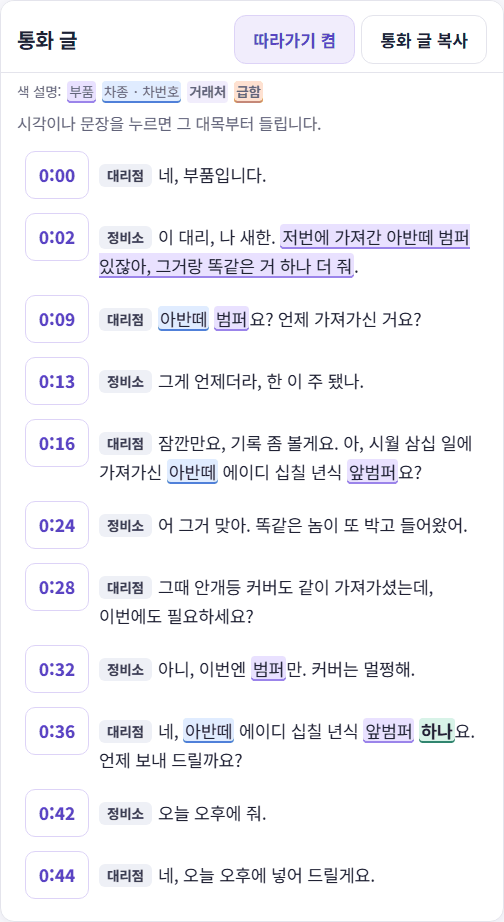 통화 글
따라가기 켬
통화 글 복사
색 설명: 부품 차종 · 차번호 거래처 급함
시각이나 문장을 누르면 그 대목부터 들립니다.
0:00 대리점 네, 부품입니다.
0:02 정비소 이 대리, 나 새한. 저번에 가져간 아반떼 범퍼
있잖아, 그거랑 똑같은 거 하나 더 줘.
0:09 대리점 아반떼 범퍼요? 언제 가져가신 거요?
0:13 정비소 그게 언제더라, 한 이 주 됐나.
0:16 대리점 잠깐만요, 기록 좀 볼게요. 아, 시월 삼십 일에
가져가신 아반떼 에이디 십칠 년식 앞범퍼요?
0:24 정비소 어 그거 맞아. 똑같은 놈이 또 박고 들어왔어.
0:28 대리점 그때 안개등 커버도 같이 가져가셨는데,
이번에도 필요하세요?
0:32 정비소 아니, 이번엔 범퍼만. 커버는 멀쩡해.
0:36 대리점 네, 아반떼 에이디 십칠 년식 앞범퍼 하나요.
언제 보내 드릴까요?
0:42 정비소 오늘 오후에 줘.
0:44 대리점 네, 오늘 오후에 넣어 드릴게요.